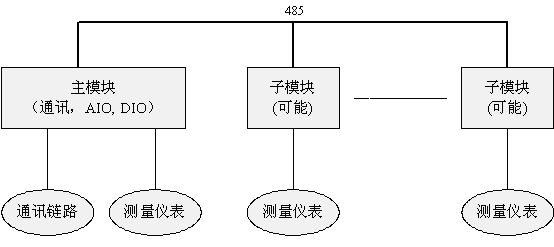 485
主模块
（通讯，AIO, DIO）
子模块
(可能)
子模块
(可能)
通讯链路
测量仪表
测量仪表
测量仪表